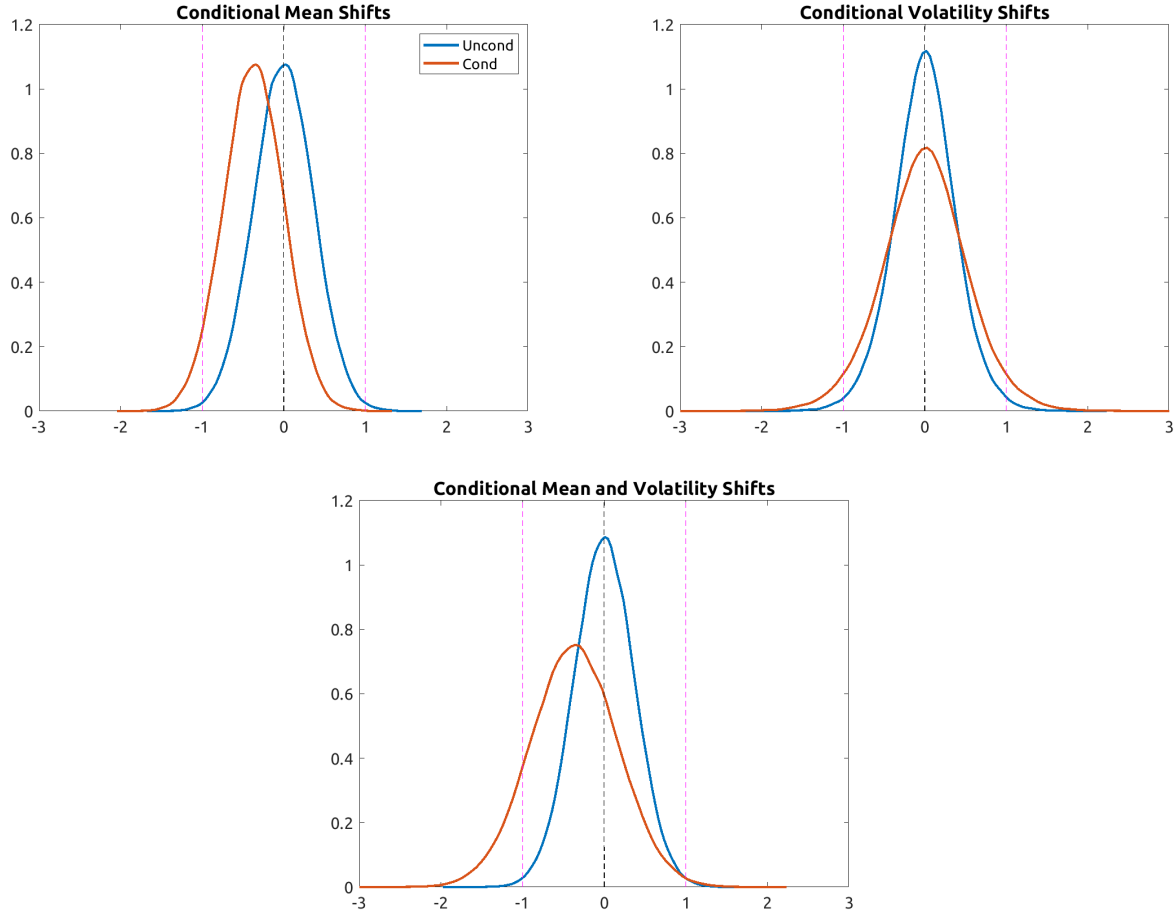 Conditional Mean Shifts
1.2
1
0.8
0.6
0.4
0.2
0
-3 -2 -1 0 1 2 3
Uncond
Cond
Conditional Volatility Shifts
1.2
1
0.8
0.6
0.4
0.2
0
-3 -2 -1 0 1 2 3
Conditional Mean and Volatility Shifts
1.2
1
0.8
0.6
0.4
0.2
0
-3 -2 -1 0 1 2 3